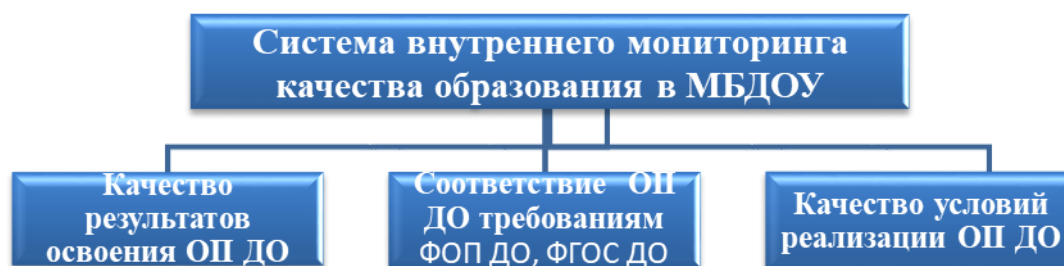 Система внутреннего мониторинга
качества образования в МБДОУ
Качество
результатов
освоения ОП ДО
Соответствие ОП
ДО требованиям
ФОП ДО, ФГОС ДО
Качество условий
реализации ОП ДО